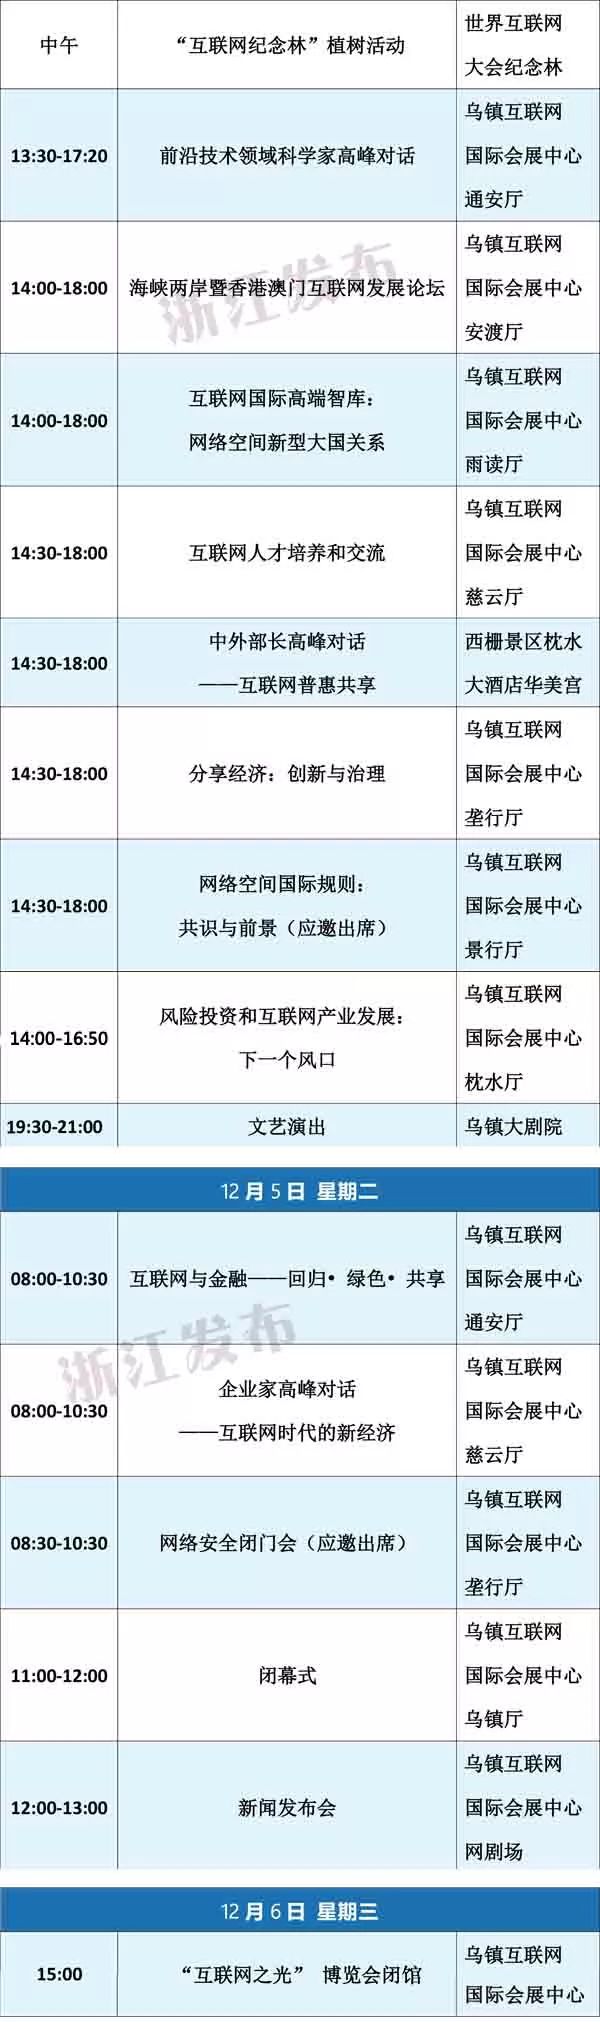 中午
“互联网纪念林”植树活动
世界互联网
大会纪念林
13:30-17:20
前沿技术领域科学家高峰对话
乌镇互联网
国际会展中心
通安厅
14:00-18:00
海峡两岸暨香港澳门互联网发展论坛
乌镇互联网
国际会展中心
安渡厅
浙江发布
14:00-18:00
互联网国际高端智库：
网络空间新型大国关系
乌镇互联网
国际会展中心
雨读厅
14:30-18:00
互联网人才培养和交流
乌镇互联网
国际会展中心
慈云厅
14:30-18:00
中外部长高峰对话
——互联网普惠共享
西栅景区枕水
大酒店华美宫
14:30-18:00
分享经济：创新与治理
乌镇互联网
国际会展中心
垄行厅
14:30-18:00
网络空间国际规则：
共识与前景（应邀出席）
乌镇互联网
国际会展中心
景行厅
14:00-16:50
风险投资和互联网产业发展：
下一个风口
乌镇互联网
国际会展中心
枕水厅
19:30-21:00
文艺演出
乌镇大剧院
12月5日 星期二
08:00-10:30
互联网与金融——回归• 绿色• 共享
乌镇互联网
国际会展中心
通安厅
浙江发布
08:00-10:30
企业家高峰对话
——互联网时代的新经济
乌镇互联网
国际会展中心
慈云厅
08:30-10:30
网络安全闭门会（应邀出席）
乌镇互联网
国际会展中心
垄行厅
11:00-12:00
闭幕式
乌镇互联网
国际会展中心
乌镇厅
12:00-13:00
新闻发布会
乌镇互联网
国际会展中心
网剧场
12月6日 星期三
15:00
“互联网之光” 博览会闭馆
乌镇互联网
国际会展中心